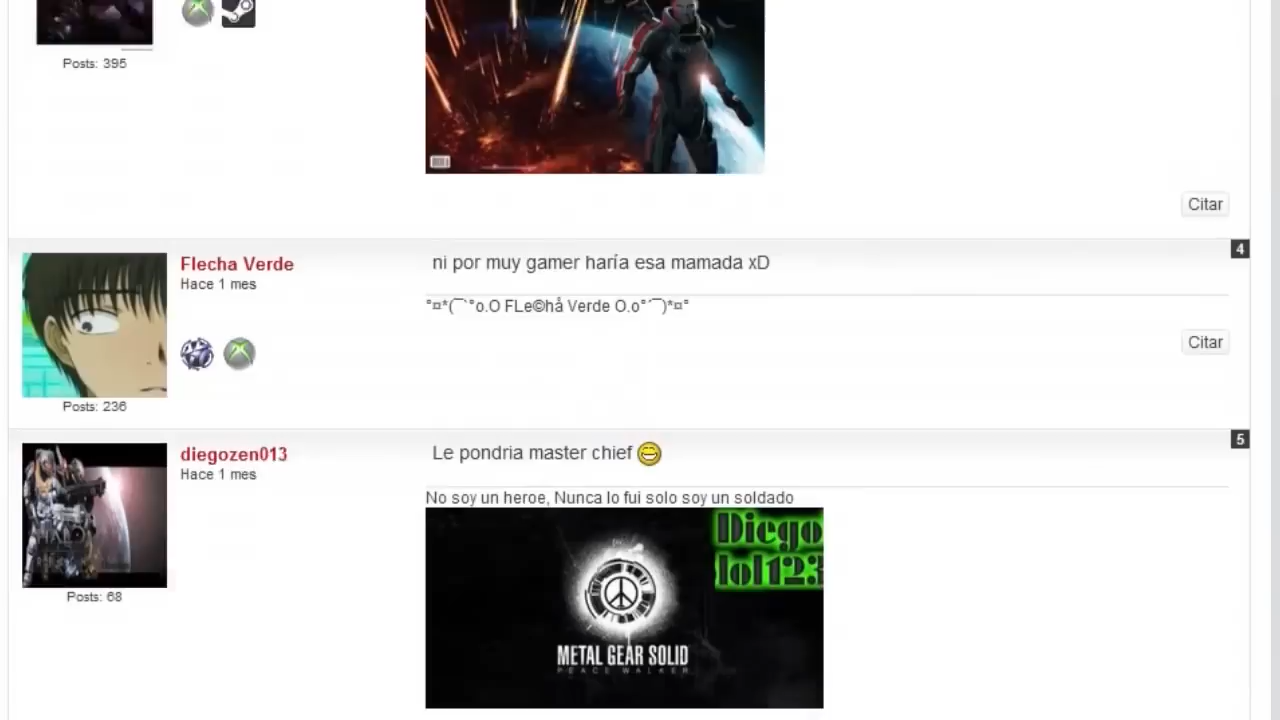 Posts: 395
Citar
4
Flecha Verde
Hace 1 mes
ni por muy gamer haría esa mamada xD
°¤*(¯`°o.O FLe©hå Verde O.o°´¯)*¤°
Citar
Posts: 236
5
diegozen013
Hace 1 mes
Le pondria master chief
No soy un heroe, Nunca lo fui solo soy un soldado
Diego
lol123
HALO
METAL GEAR SOLID
PEACE WALKER
Posts: 68